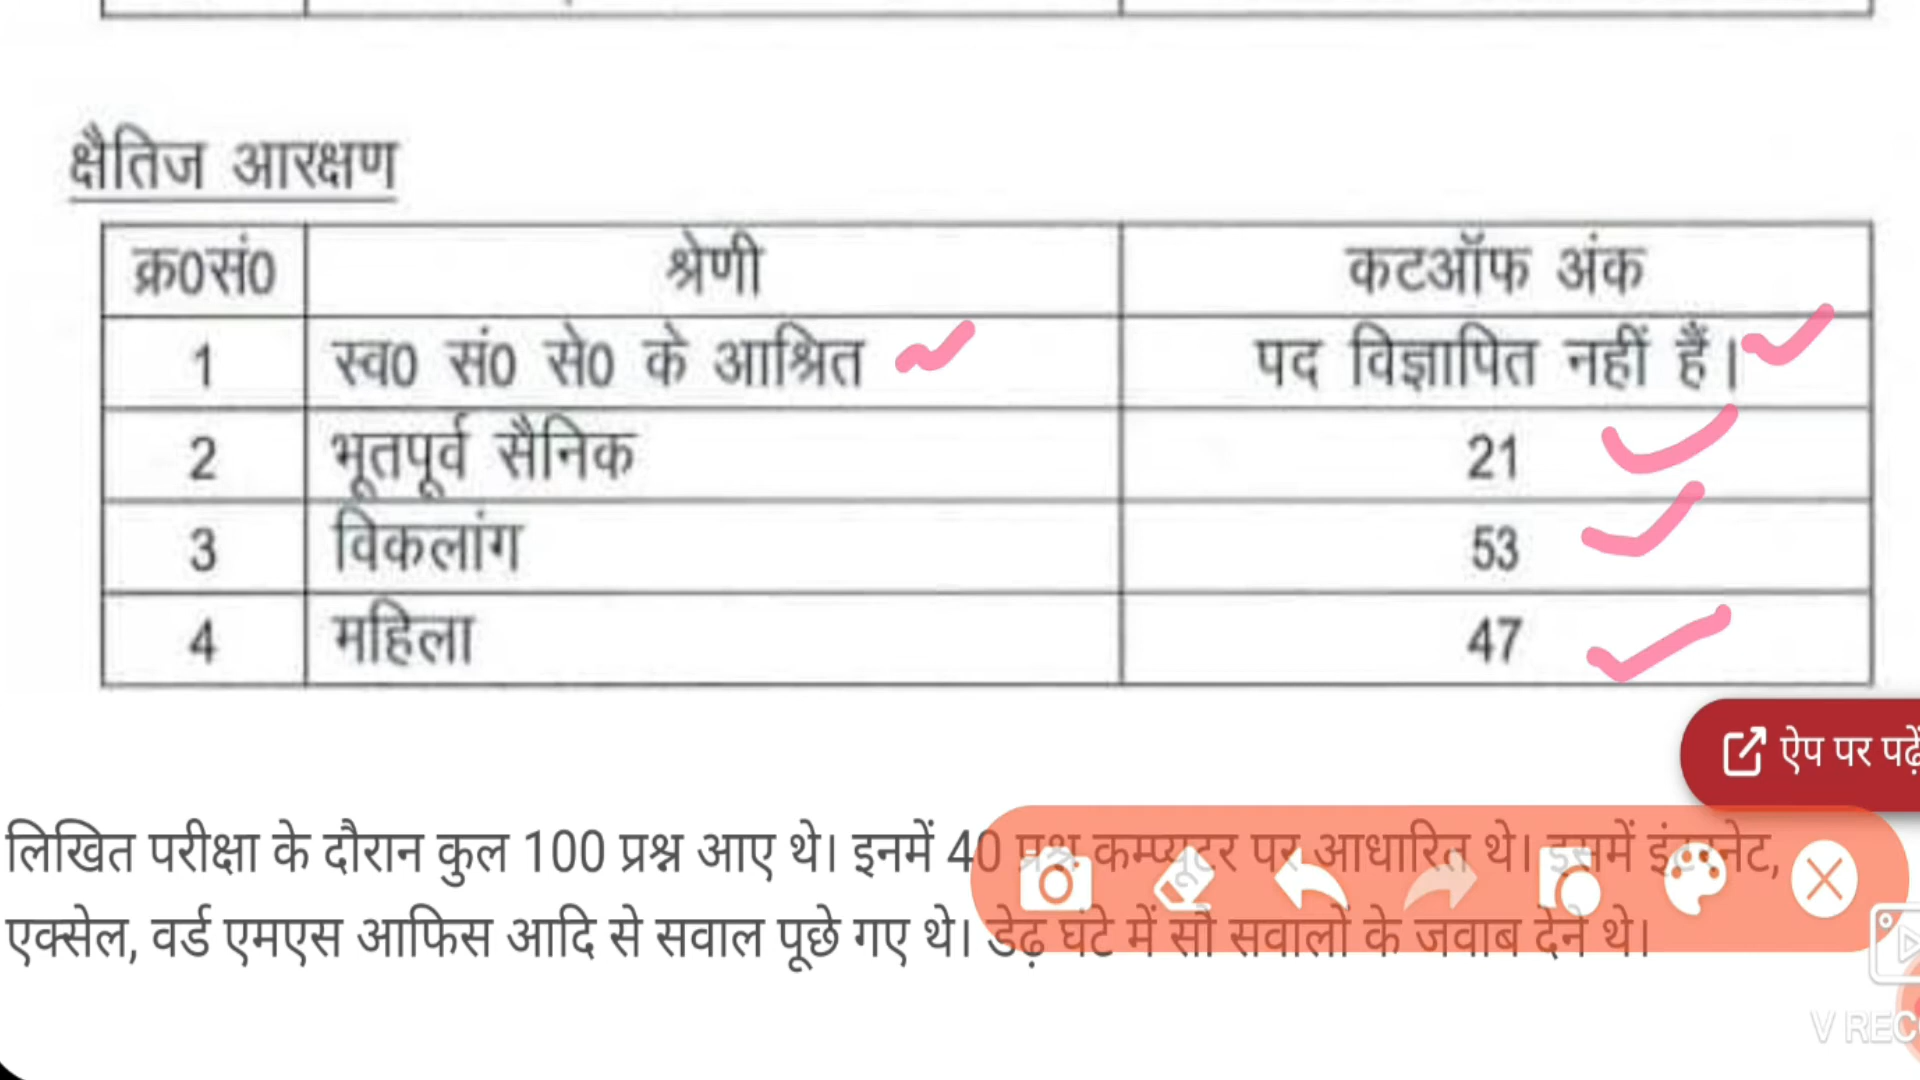 क्षैतिज आरक्षण
क्र0सं0 श्रेणी कटऑफ अंक
1 स्व0 सं0 से0 के आश्रित पद विज्ञापित नहीं हैं।
2 भूतपूर्व सैनिक 21
3 विकलांग 53
4 महिला 47
ऐप पर पढ़ें
लिखित परीक्षा के दौरान कुल 100 प्रश्न आए थे। इनमें 40 प्रश्न कम्प्यूटर पर आधारित थे। इसमें इंटरनेट,
एक्सेल, वर्ड एमएस आफिस आदि से सवाल पूछे गए थे। डेढ़ घंटे में सौ सवालों के जवाब देने थे।
V REC